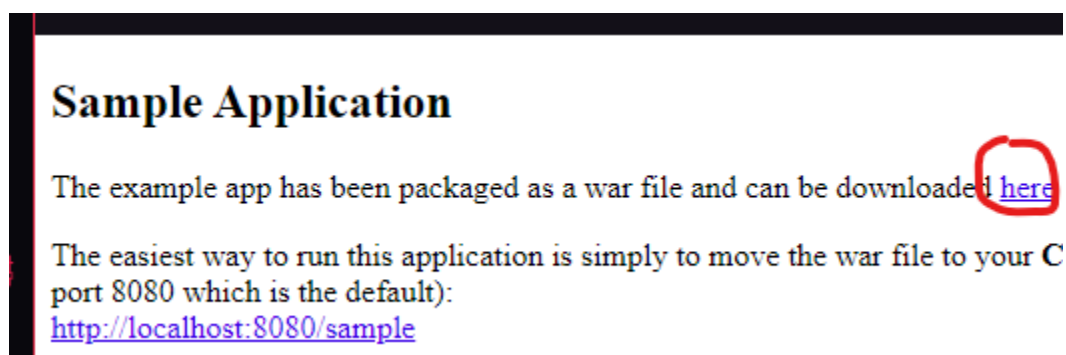 Sample Application
The example app has been packaged as a war file and can be downloaded here
The easiest way to run this application is simply to move the war file to your C
port 8080 which is the default):
http://localhost:8080/sample